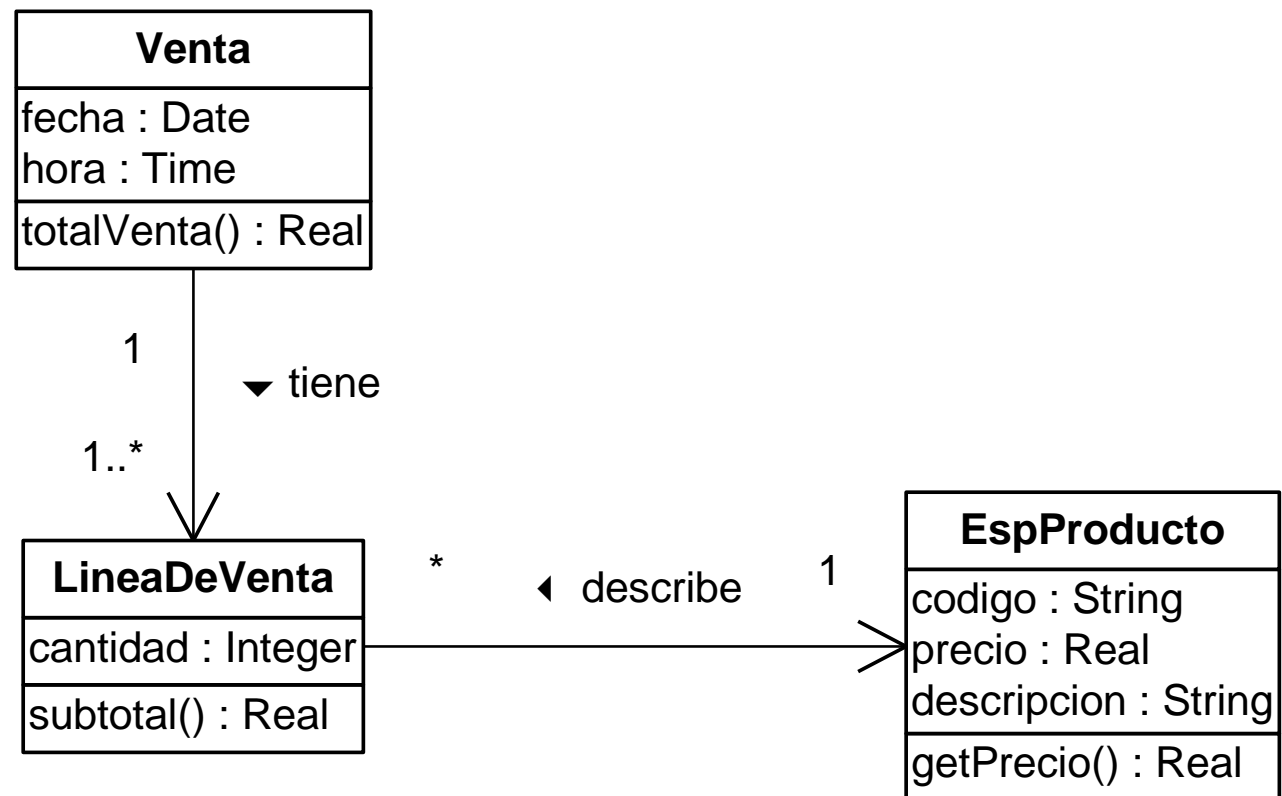 Venta
fecha : Date
hora : Time
totalVenta() : Real
1
tiene
1..*
LineaDeVenta
cantidad : Integer
subtotal() : Real
*
describe
1
EspProducto
codigo : String
precio : Real
descripcion : String
getPrecio() : Real